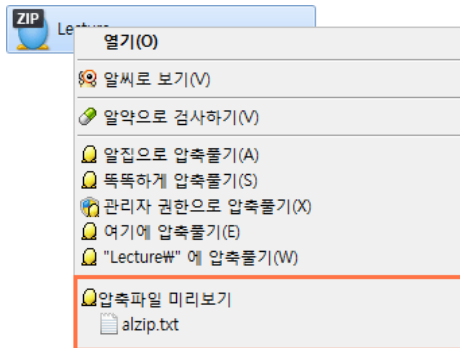 ZIP
Lecture
열기(O)
알씨로 보기(V)
알약으로 검사하기(V)
알집으로 압축풀기(A)
똑똑하게 압축풀기(S)
관리자 권한으로 압축풀기(X)
여기에 압축풀기(E)
"Lecture₩" 에 압축풀기(W)
압축파일 미리보기
alzip.txt